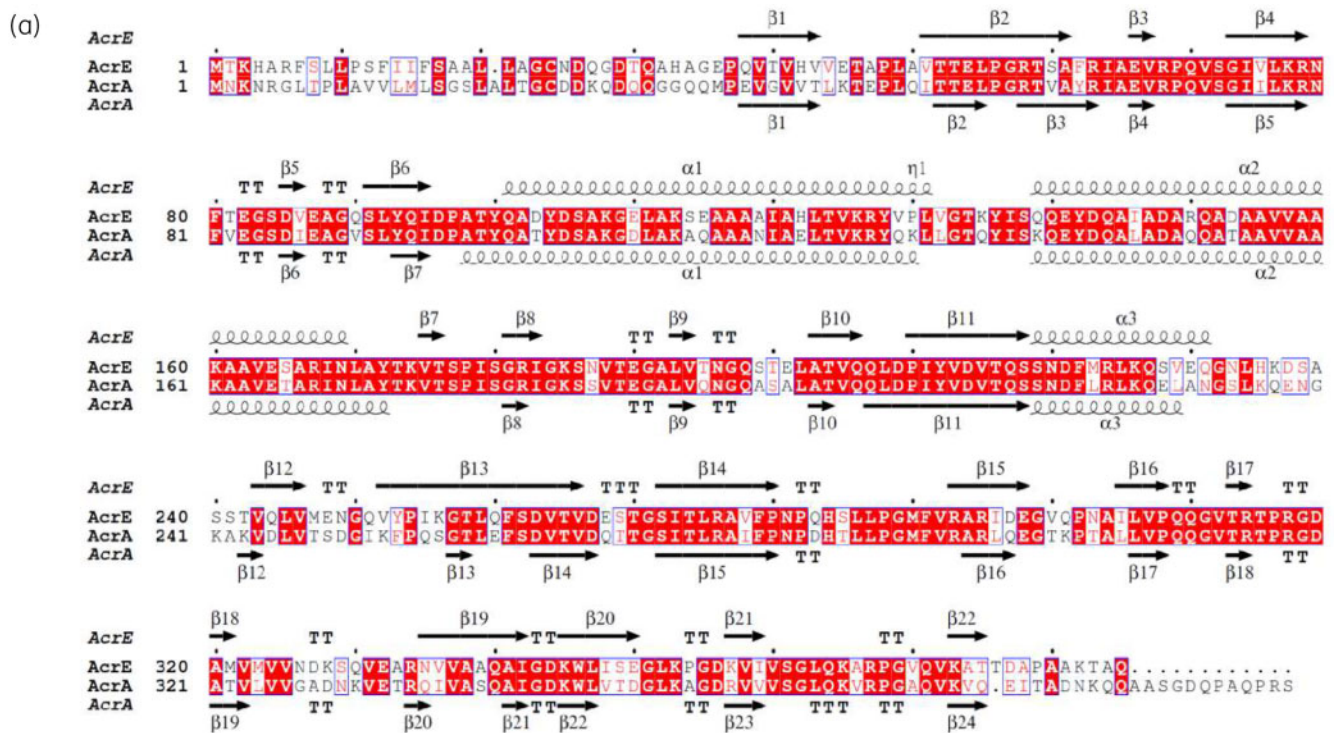 (a)
β1 β2 β3 β4
AcrE
AcrE 1 MTKHARFSLLPSFIIFSAAL.LAGCNDQGDTQAHAGEPQVTVHVVETAPLAVTTELPGRTSAFRIAEVRPQVSGIVLKRN
AcrA 1 MNKNRGLTPLAVVLMLSGSLALTGCDDKQDQQGGQQMPEVGVVTLKTEPLQITTELPGRTVAYRIAEVRPQVSGIILKRN
AcrA
β1 β2 β3 β4 β5
β5 β6 α1 η1 α2
AcrE TT TT
AcrE 80 FTEGSDVEAGQSLYQIDPATYQADYDSAKGELAKSEAAAAIAHLTVKRYVPLVGTKYISQQEYDQAIADARQADAAVVAA
AcrA 81 FVEGSDIEAGVSLYQIDPATYQATYDSAKGDLAKAQAAANIAELTVKRYQKLLGTQYISKQEYDQALADAQQATAAVVAA
AcrA TT TT
β6 β7 α1 α2
β7 β8 β9 β10 β11 α3
AcrE TT TT
AcrE 160 KAAVESARINLAYTKVTSPISGRIGKSNVTEGALVTNGQSTELATVQQLDPIYVDVTQSSNDFMRLKQSVEQGNLHKDSA
AcrA 161 KAAVETARINLAYTKVTSPISGRIGKSSVTEGALVQNGQASALATVQQLDPIYVDVTQSSNDFLRLKQELANGSLKQENG
AcrA TT TT
β8 β9 β10 β11 α3
β12 β13 β14 β15 β16 β17
AcrE TT TTT TT TT TT
AcrE 240 SSTVQLVMENGQVYPIKGTLQFSDVTVDESTGSITLRAVFPNPQHSLLPGMFVRARIDEGVQPNAILVPQQGVTRTPRGD
AcrA 241 KAKVDLVTSDGIKFPQSGTLEFSDVTVDQTTGSITLRAIFPNPDHTLLPGMFVRARLQEGTKPTALLVPQQGVTRTPRGD
AcrA TT TT
β12 β13 β14 β15 β16 β17 β18
β18 β19 β20 β21 β22
AcrE TT TT TT TT
AcrE 320 AMVMVVNDKSQVEARNVVAAQAIGDKWLISEGLKPGDKVIVSGLQKARPGVQVKATTDAPAAKTAQ............
AcrA 321 ATVLVVGADNKVETRQIVASQAIGDKWLVTDGLKAGDRVVVSGLQKVRPGAQVKVQ.EITADNKQQAASGDQPAQPRS
AcrA TT TT TT TTT TT
β19 β20 β21 β22 β23 β24